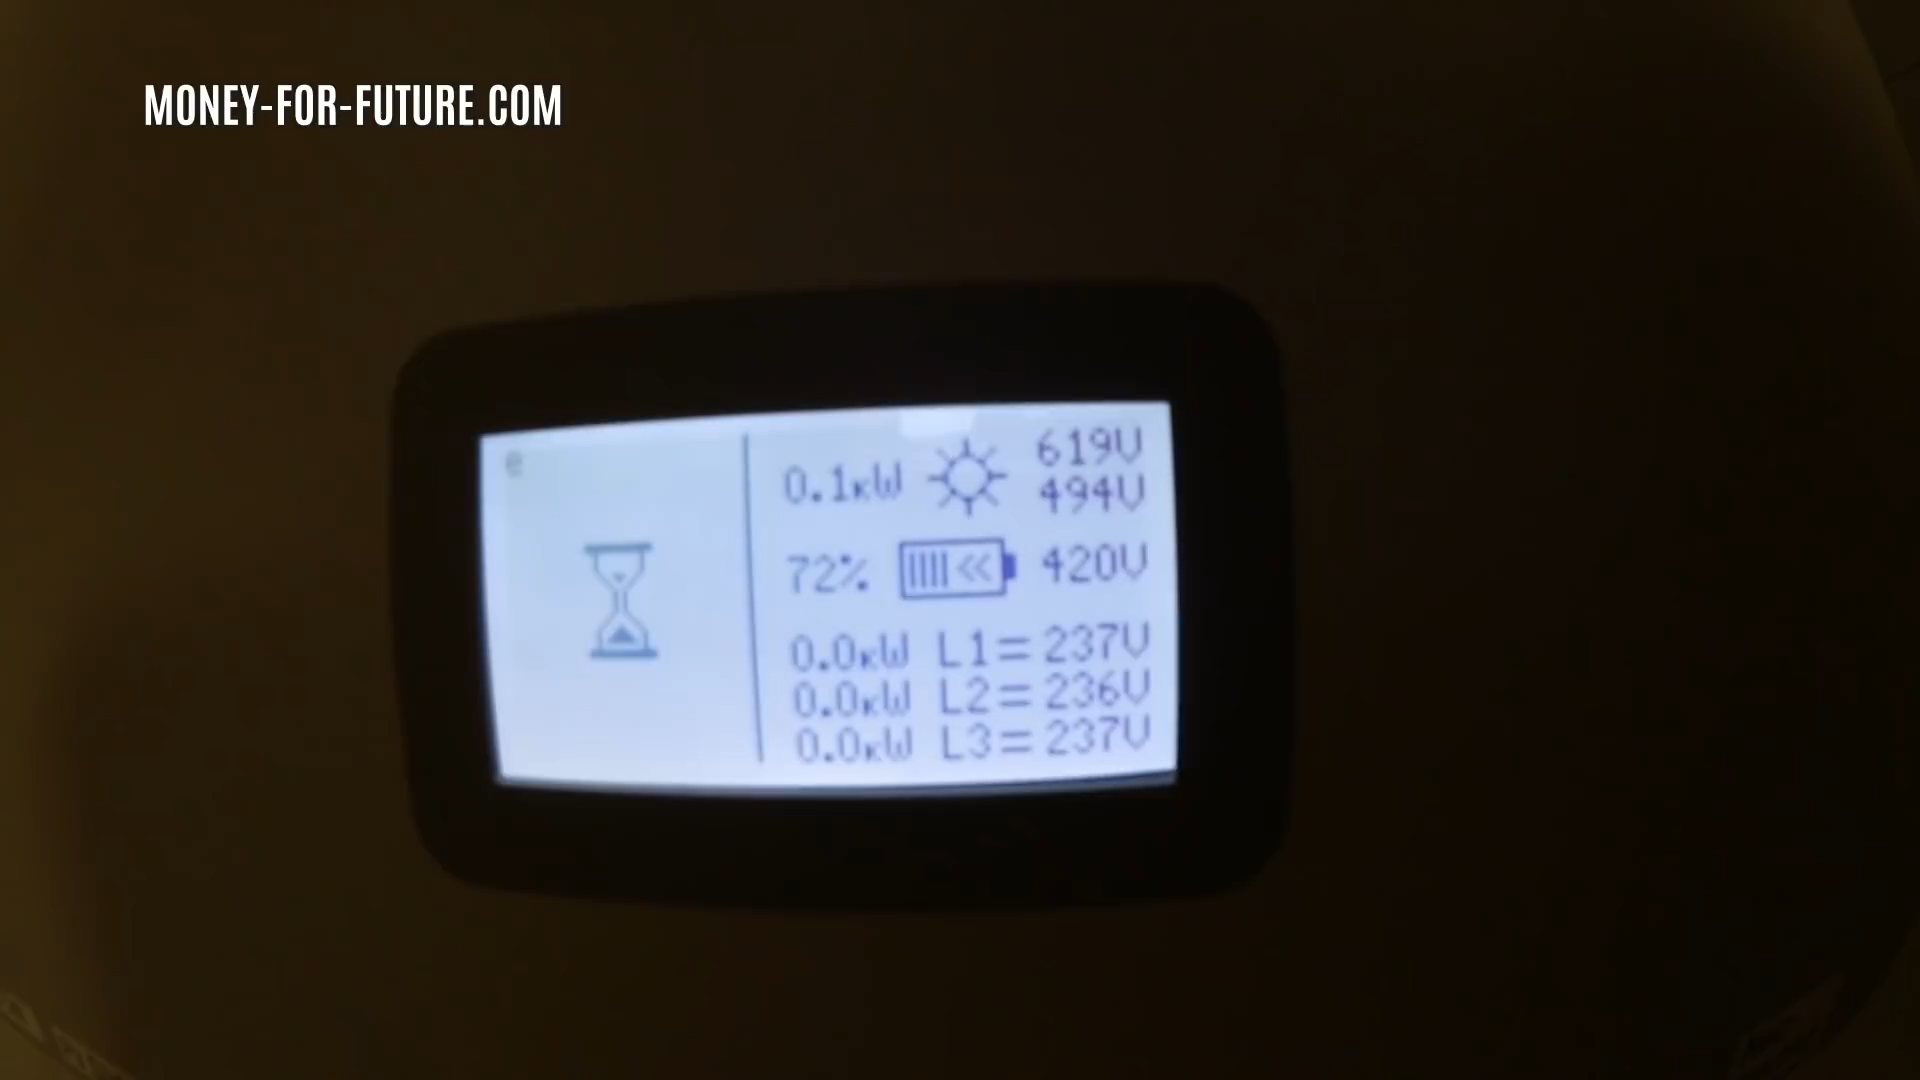 MONEY-FOR-FUTURE.COM
e
0.1kW 619V
494V
72% 420V
0.0kW L1=237V
0.0kW L2=236V
0.0kW L3=237V